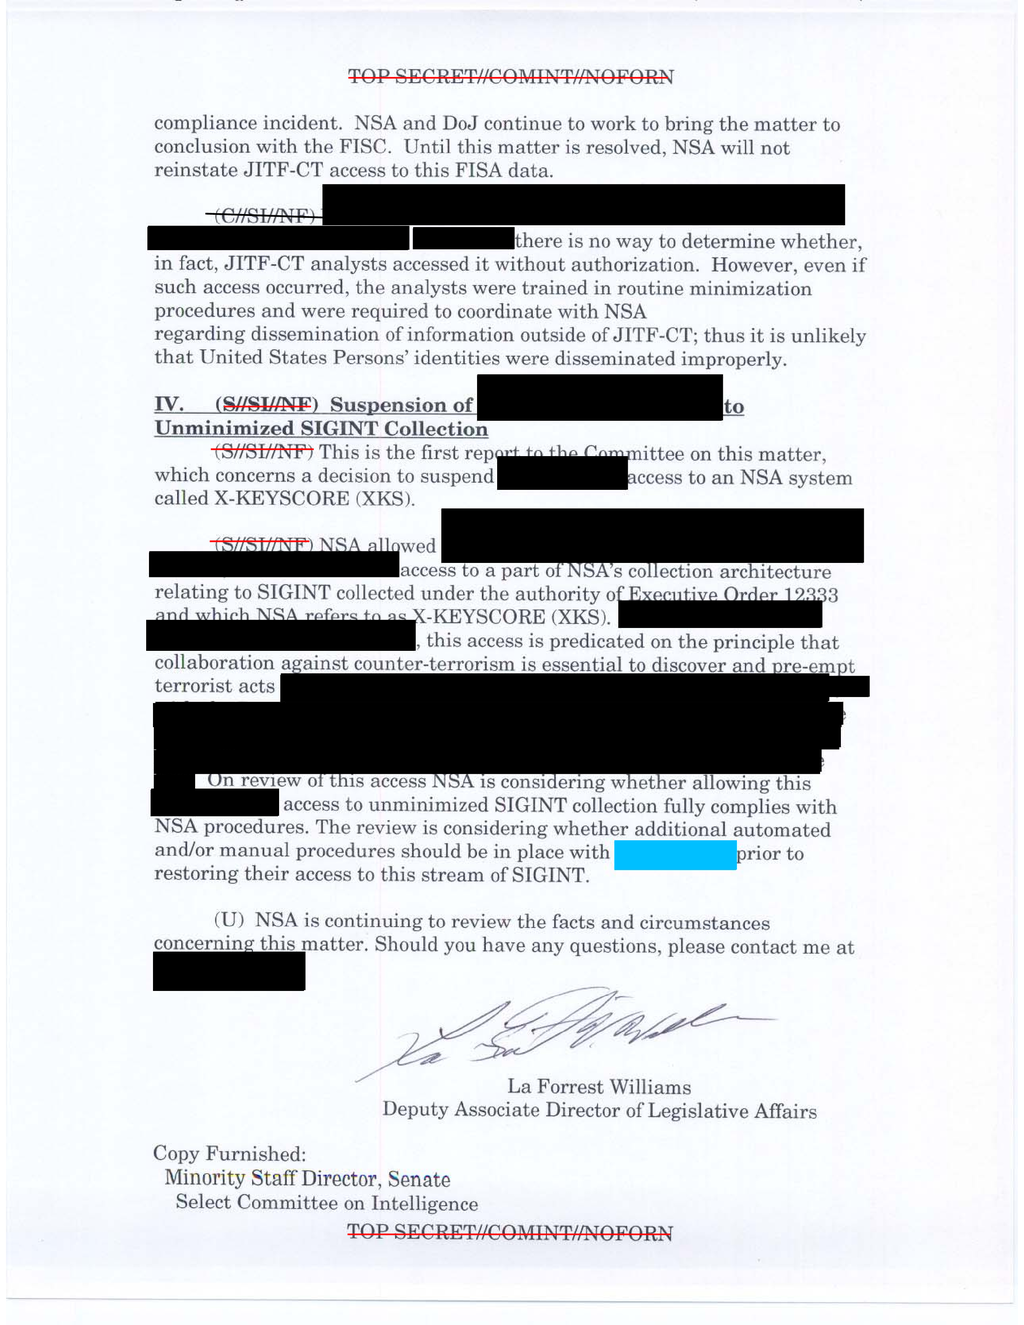 TOP SECRET//COMINT//NOFORN
compliance incident. NSA and DoJ continue to work to bring the matter to
conclusion with the FISC. Until this matter is resolved, NSA will not
reinstate JITF-CT access to this FISA data.
(C//SI//NF)
there is no way to determine whether,
in fact, JITF-CT analysts accessed it without authorization. However, even if
such access occurred, the analysts were trained in routine minimization
procedures and were required to coordinate with NSA
regarding dissemination of information outside of JITF-CT; thus it is unlikely
that United States Persons' identities were disseminated improperly.
IV. (S//SI//NF) Suspension of to
Unminimized SIGINT Collection
(S//SI//NF) This is the first report to the Committee on this matter,
which concerns a decision to suspend access to an NSA system
called X-KEYSCORE (XKS).
(S//SI//NF) NSA allowed
access to a part of NSA's collection architecture
relating to SIGINT collected under the authority of Executive Order 12333
and which NSA refers to as X-KEYSCORE (XKS).
, this access is predicated on the principle that
collaboration against counter-terrorism is essential to discover and pre-empt
terrorist acts
On review of this access NSA is considering whether allowing this
access to unminimized SIGINT collection fully complies with
NSA procedures. The review is considering whether additional automated
and/or manual procedures should be in place with prior to
restoring their access to this stream of SIGINT.
(U) NSA is continuing to review the facts and circumstances
concerning this matter. Should you have any questions, please contact me at
La Forrest Williams
Deputy Associate Director of Legislative Affairs
Copy Furnished:
Minority Staff Director, Senate
Select Committee on Intelligence
TOP SECRET//COMINT//NOFORN